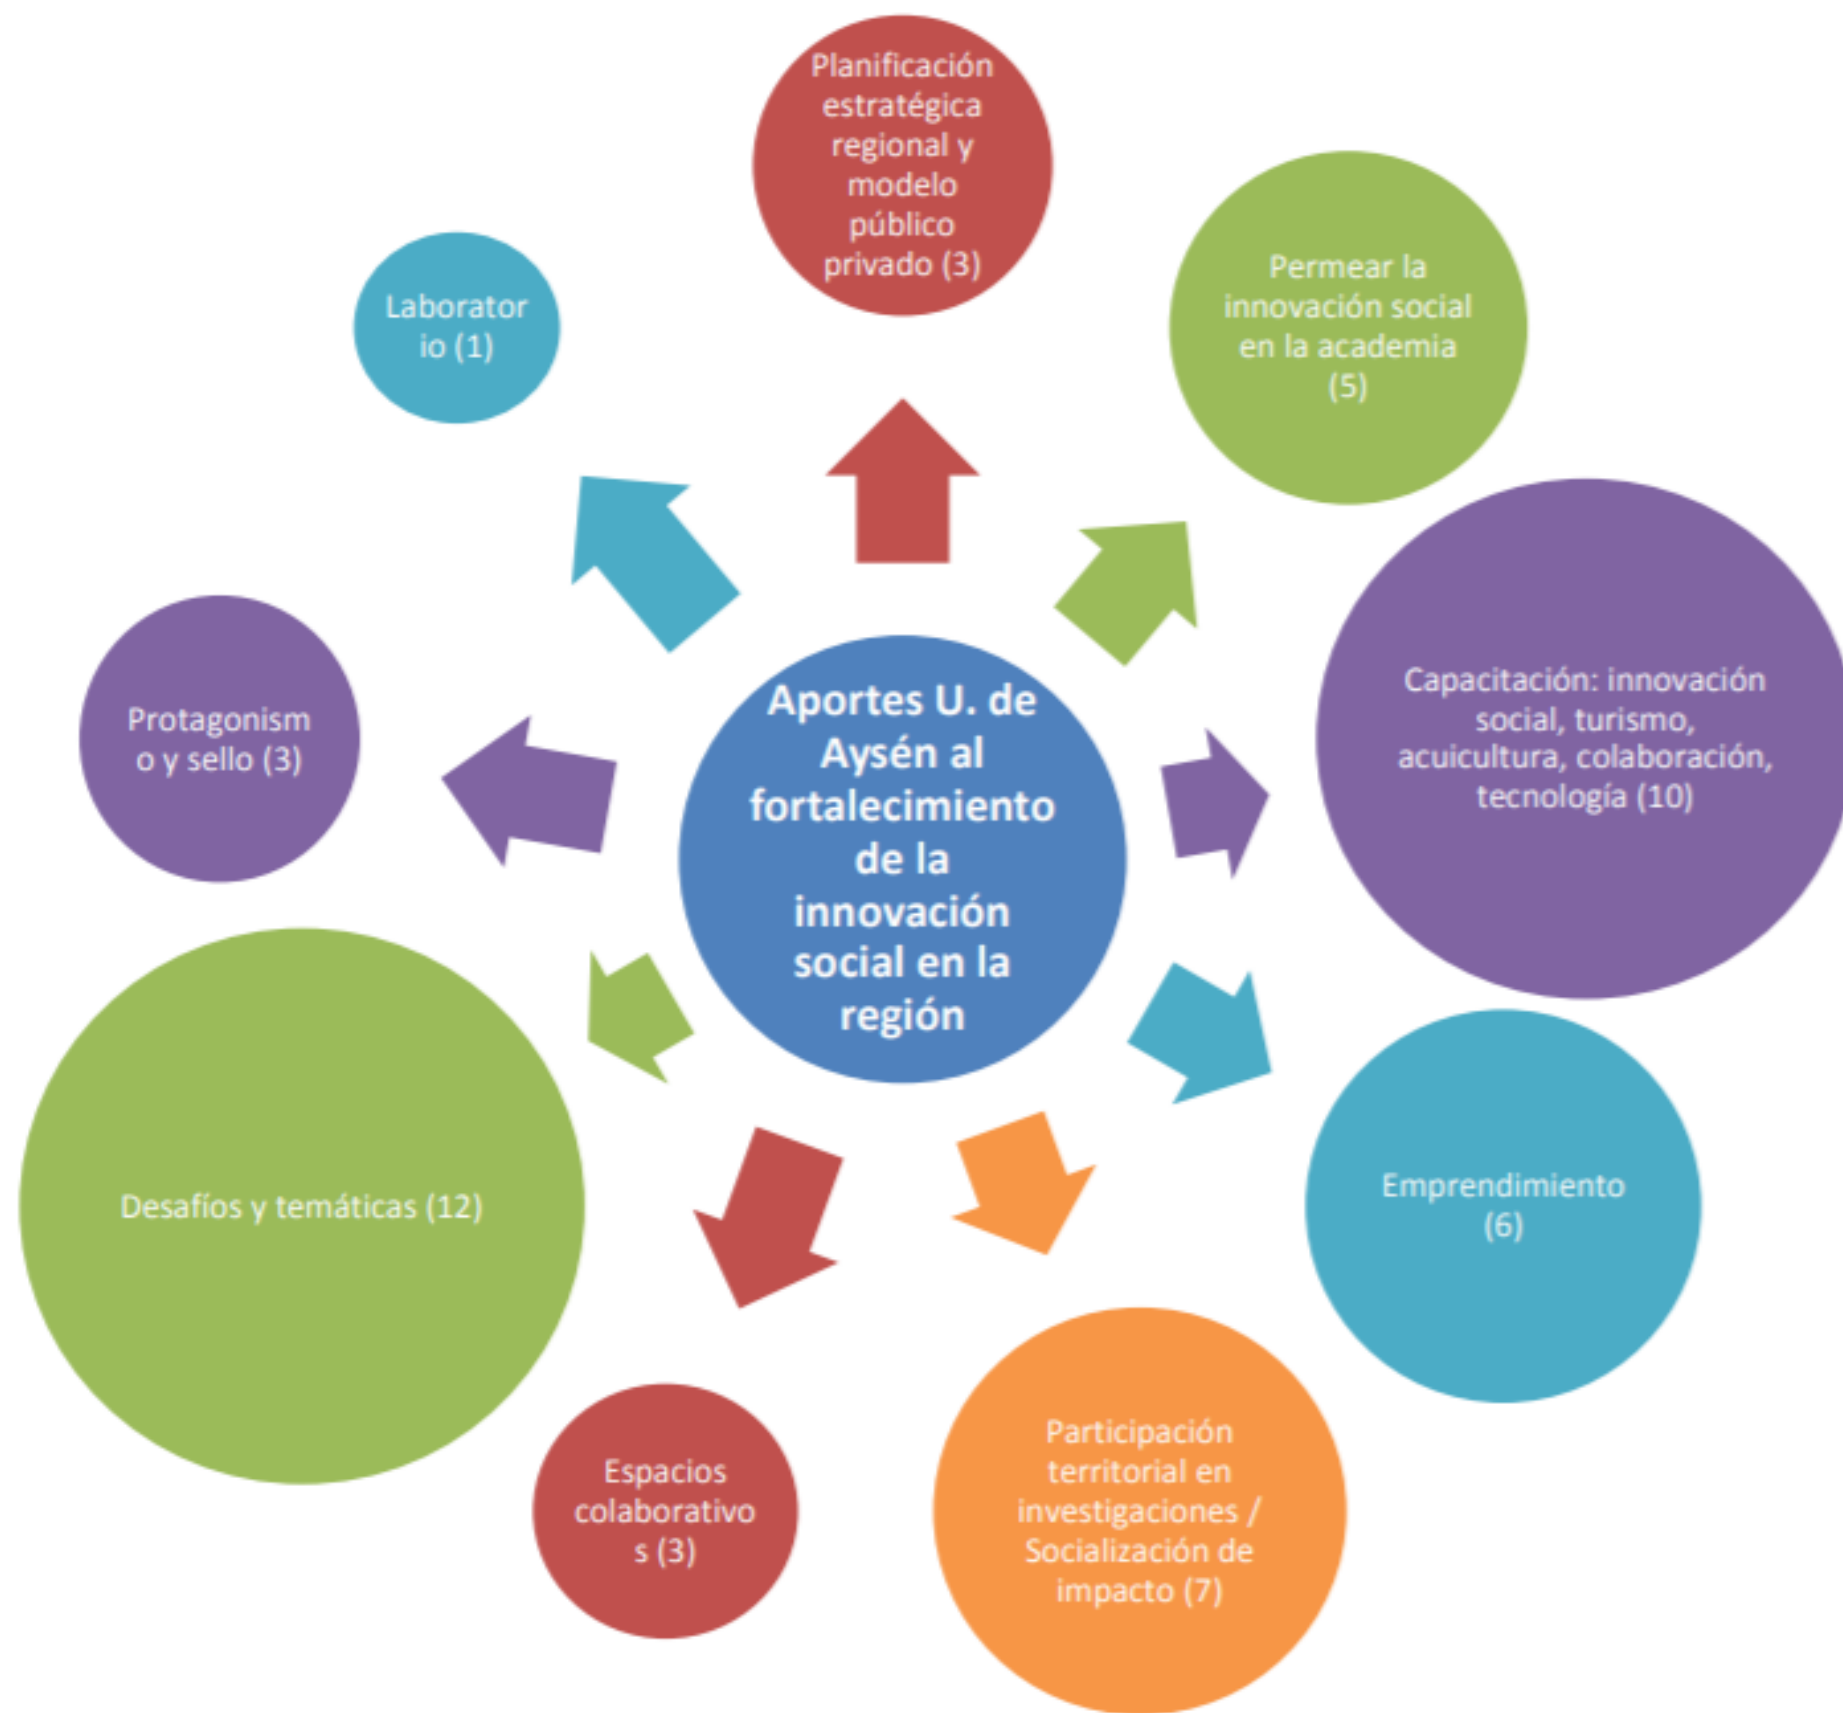 Planificación
estratégica
regional y
modelo
público
privado (3)
Permear la
innovación social
en la academia
(5)
Capacitación: innovación
social, turismo,
acuicultura, colaboración,
tecnología (10)
Emprendimiento
(6)
Participación
territorial en
investigaciones /
Socialización de
impacto (7)
Espacios
colaborativo
s (3)
Desafíos y temáticas (12)
Protagonism
o y sello (3)
Laborator
io (1)
Aportes U. de
Aysén al
fortalecimiento
de la
innovación
social en la
región